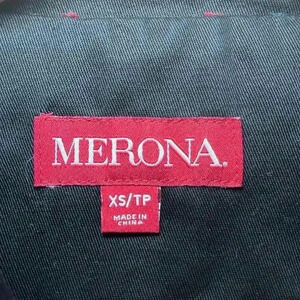 MERONA.
XS/TP
MADE IN
CHINA